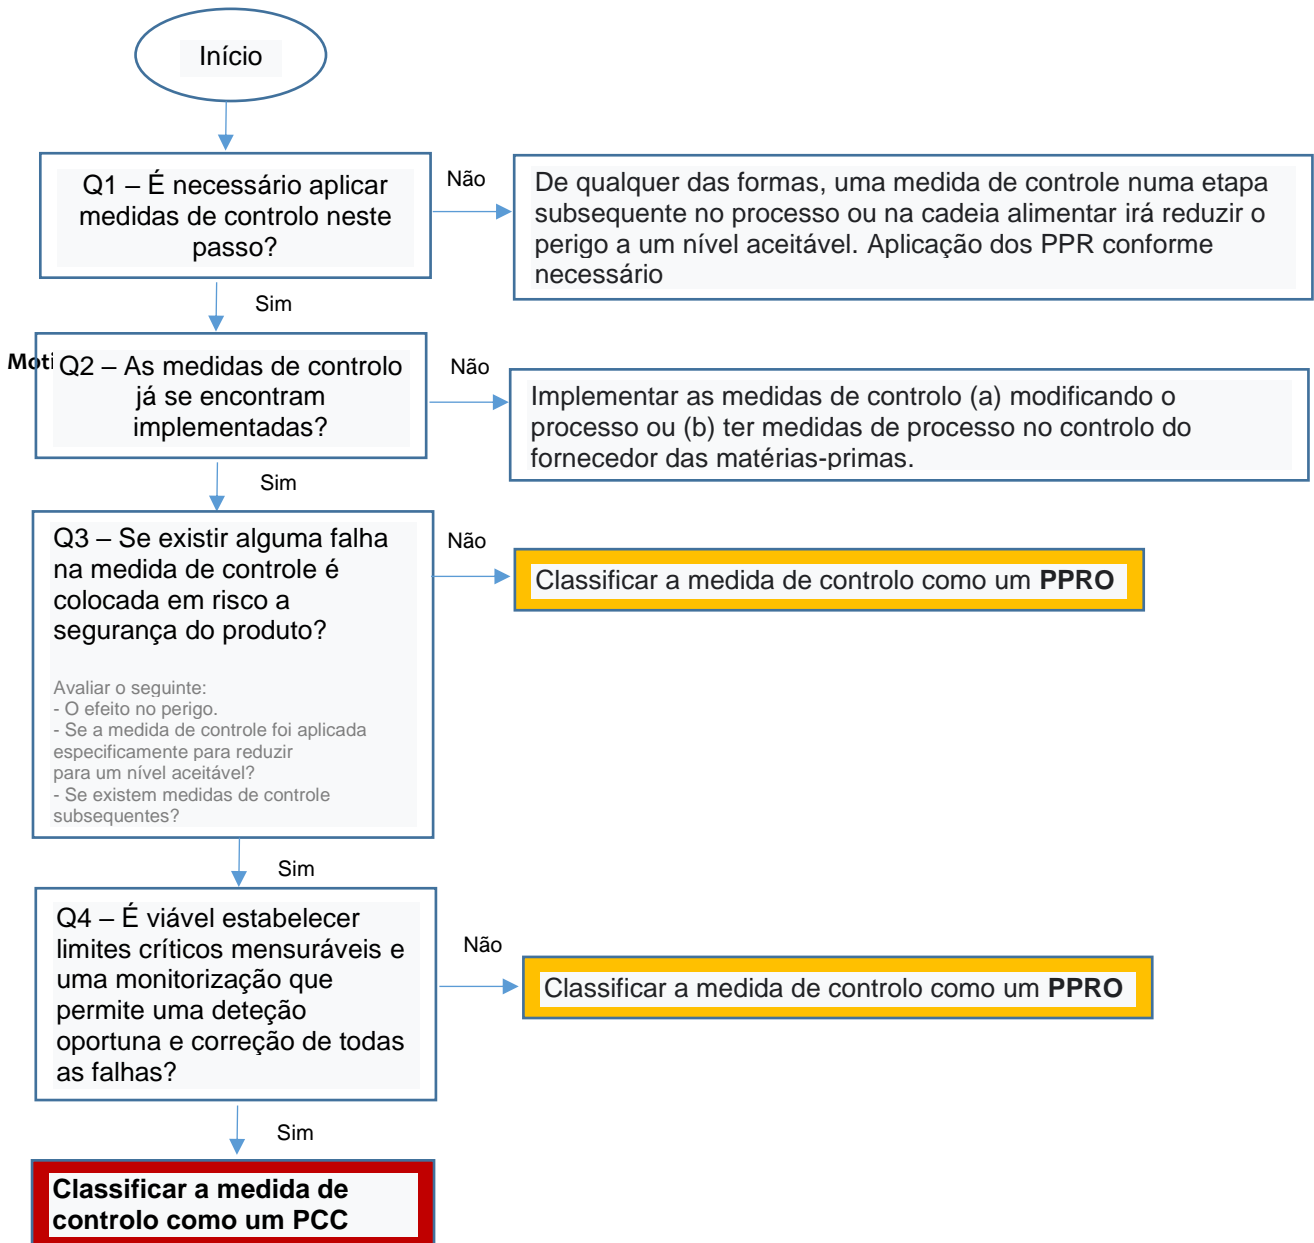 Início
Q1 – É necessário aplicar
medidas de controlo neste
passo?
Não
De qualquer das formas, uma medida de controle numa etapa
subsequente no processo ou na cadeia alimentar irá reduzir o
perigo a um nível aceitável. Aplicação dos PPR conforme
necessário
Sim
Moti
Q2 – As medidas de controlo
já se encontram
implementadas?
Não
Implementar as medidas de controlo (a) modificando o
processo ou (b) ter medidas de processo no controlo do
fornecedor das matérias-primas.
Sim
Q3 – Se existir alguma falha
na medida de controle é
colocada em risco a
segurança do produto?
Avaliar o seguinte:
- O efeito no perigo.
- Se a medida de controle foi aplicada
especificamente para reduzir
para um nível aceitável?
- Se existem medidas de controle
subsequentes?
Não
Classificar a medida de controlo como um PPRO
Sim
Q4 – É viável estabelecer
limites críticos mensuráveis e
uma monitorização que
permite uma deteção
oportuna e correção de todas
as falhas?
Não
Classificar a medida de controlo como um PPRO
Sim
Classificar a medida de
controlo como um PCC